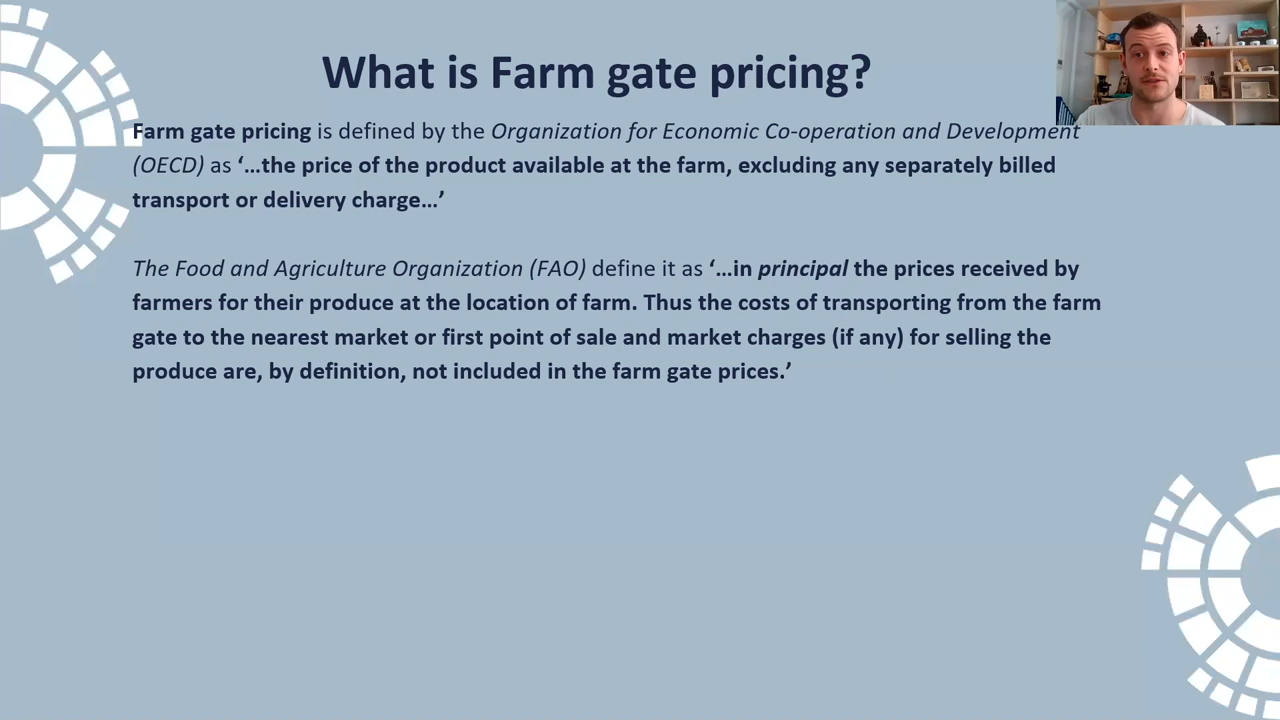 What is Farm gate pricing?
Farm gate pricing is defined by the Organization for Economic Co-operation and Development
(OECD) as ‘…the price of the product available at the farm, excluding any separately billed
transport or delivery charge…’
The Food and Agriculture Organization (FAO) define it as ‘…in principal the prices received by
farmers for their produce at the location of farm. Thus the costs of transporting from the farm
gate to the nearest market or first point of sale and market charges (if any) for selling the
produce are, by definition, not included in the farm gate prices.’